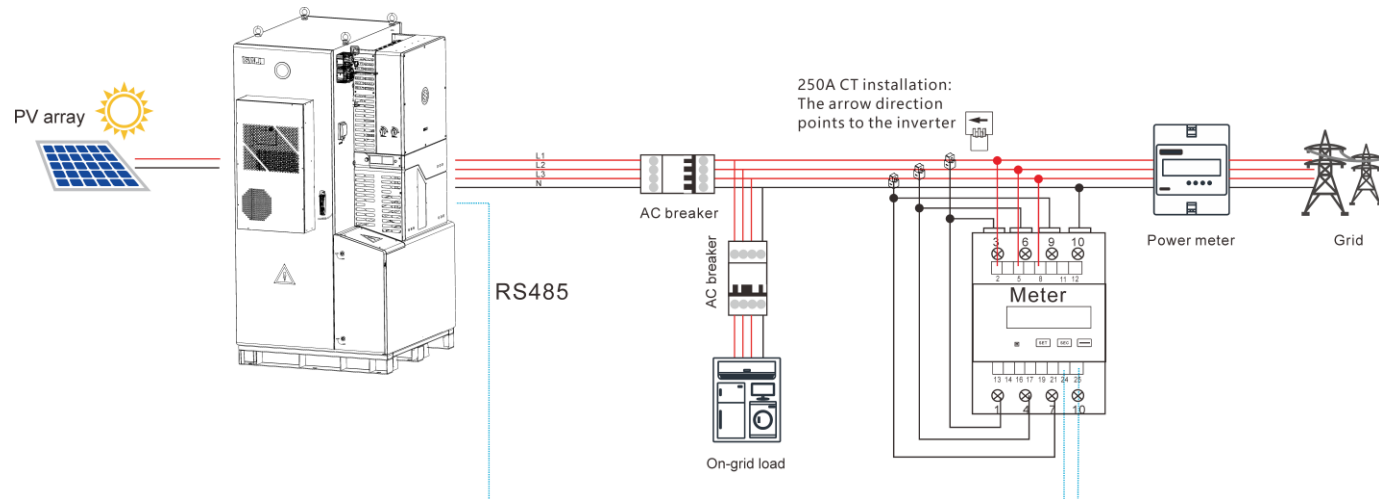 250A CT installation:
The arrow direction
points to the inverter
PV array
L1
L2
L3
N
AC breaker
Power meter
Grid
AC breaker
RS485
3 6 9 10
2 5 8 11 12
Meter
SET
13 14 16 17 19 21 24 25
1 4 7 10
On-grid load